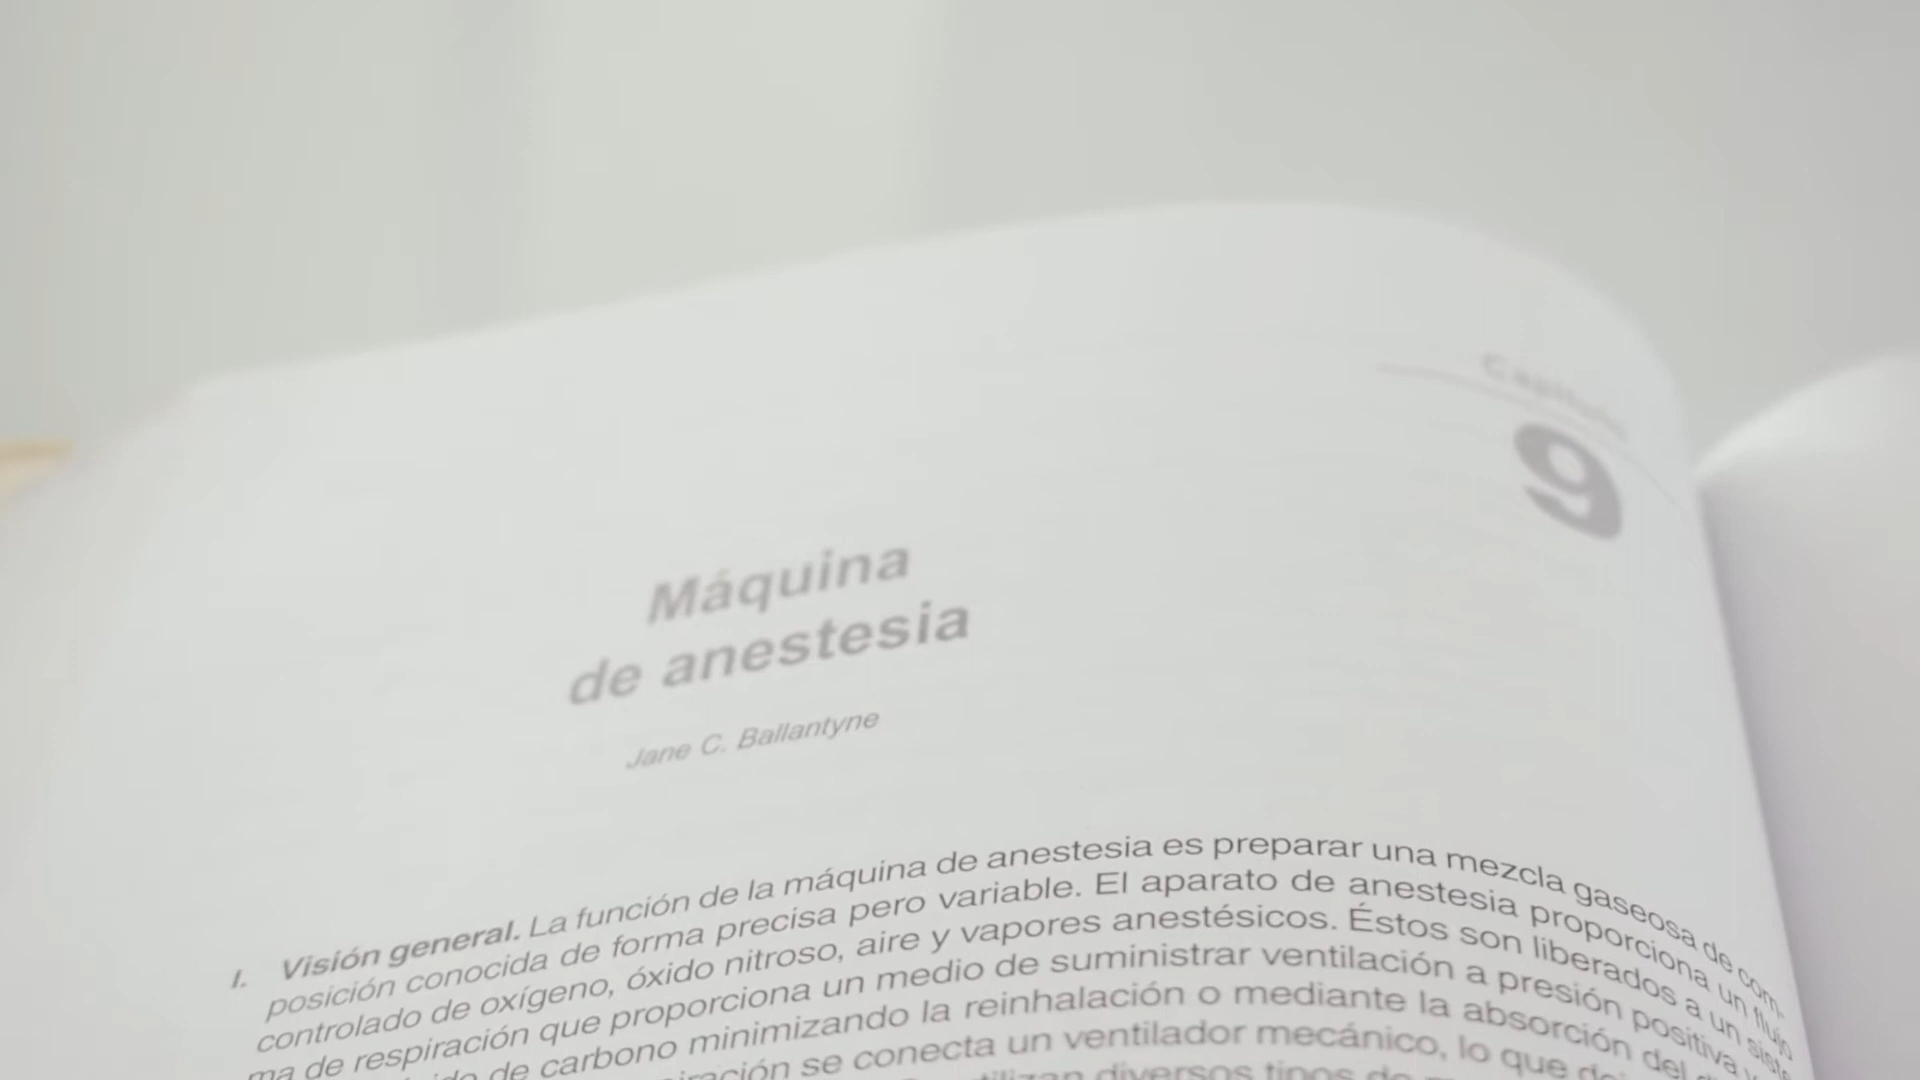 Capítulo
9
Máquina
de anestesia
Jane C. Ballantyne
I. Visión general. La función de la máquina de anestesia es preparar una mezcla gaseosa de com-
posición conocida de forma precisa pero variable. El aparato de anestesia proporciona un flujo
controlado de oxígeno, óxido nitroso, aire y vapores anestésicos. Éstos son liberados a un siste-
ma de respiración que proporciona un medio de suministrar ventilación a presión positiva y
de carbono minimizando la reinhalación o mediante la absorción del
se conecta un ventilador mecánico, lo que
diversos tipos de